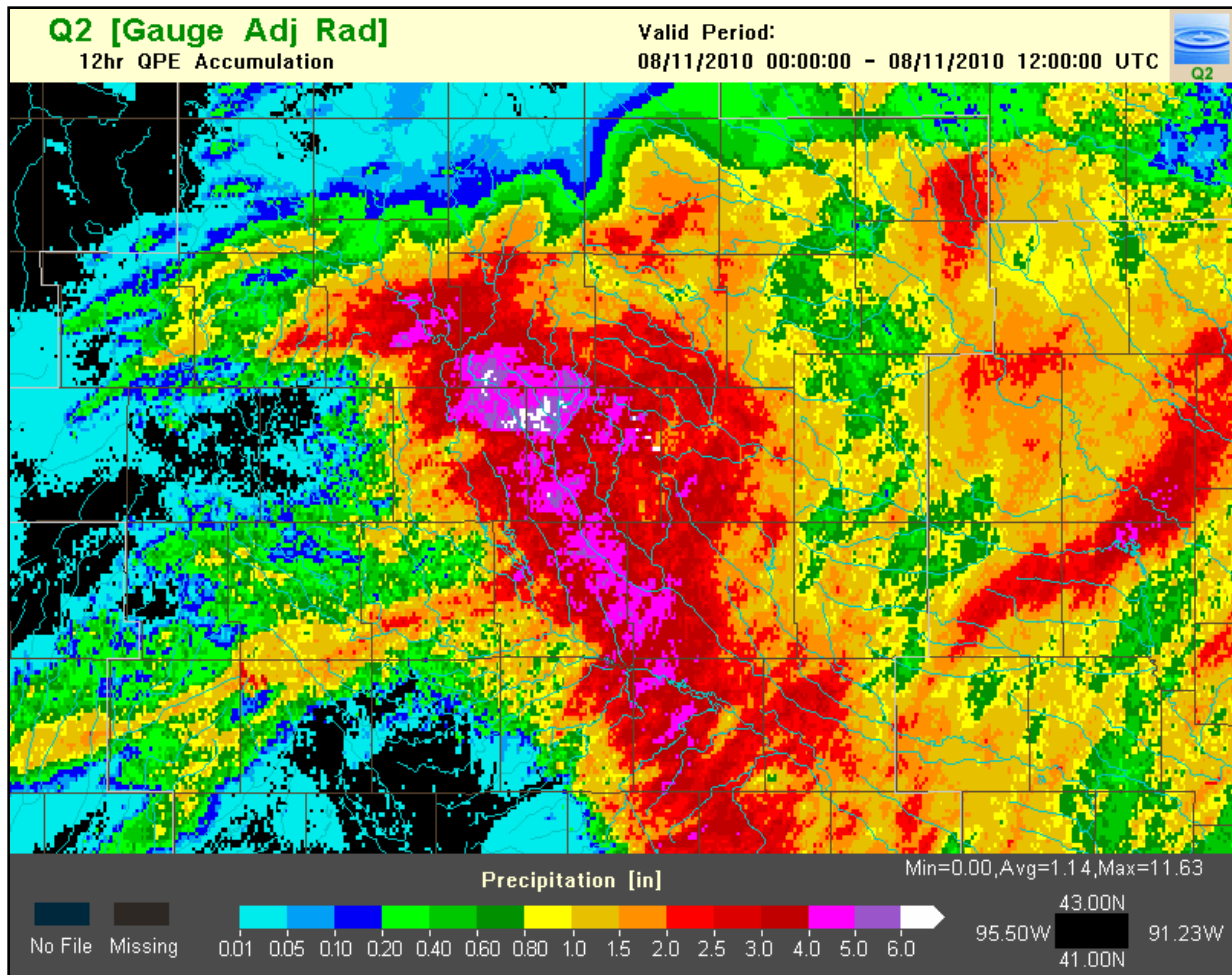 Q2 [Gauge Adj Rad]
12hr QPE Accumulation
Valid Period:
08/11/2010 00:00:00 - 08/11/2010 12:00:00 UTC
Q2
Min=0.00,Avg=1.14,Max=11.63
Precipitation [in]
No File
Missing
0.01 0.05 0.10 0.20 0.40 0.60 0.80 1.0 1.5 2.0 2.5 3.0 4.0 5.0 6.0
43.00N
95.50W 91.23W
41.00N